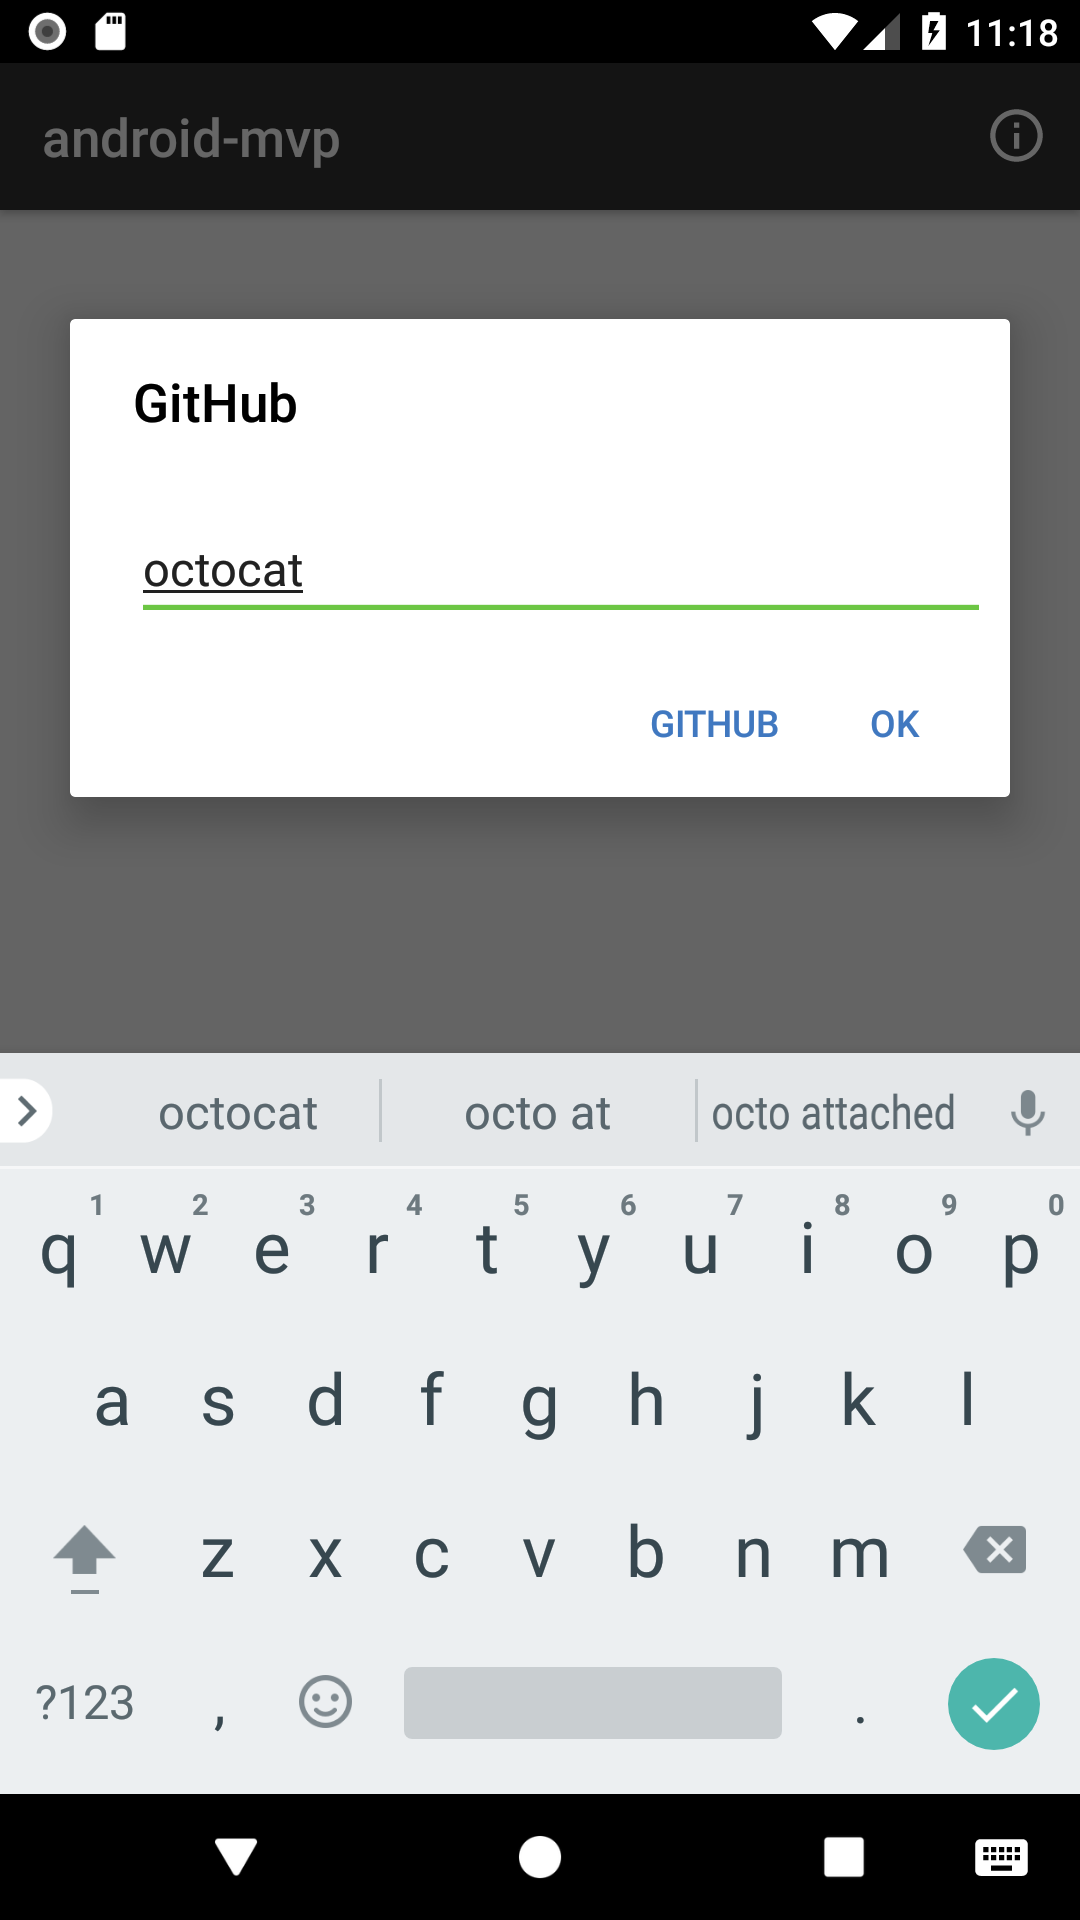 11:18
android-mvp
GitHub
octocat
GITHUB OK
octocat octo at octo attached
1 2 3 4 5 6 7 8 9 0
q w e r t y u i o p
a s d f g h j k l
z x c v b n m
?123 , .